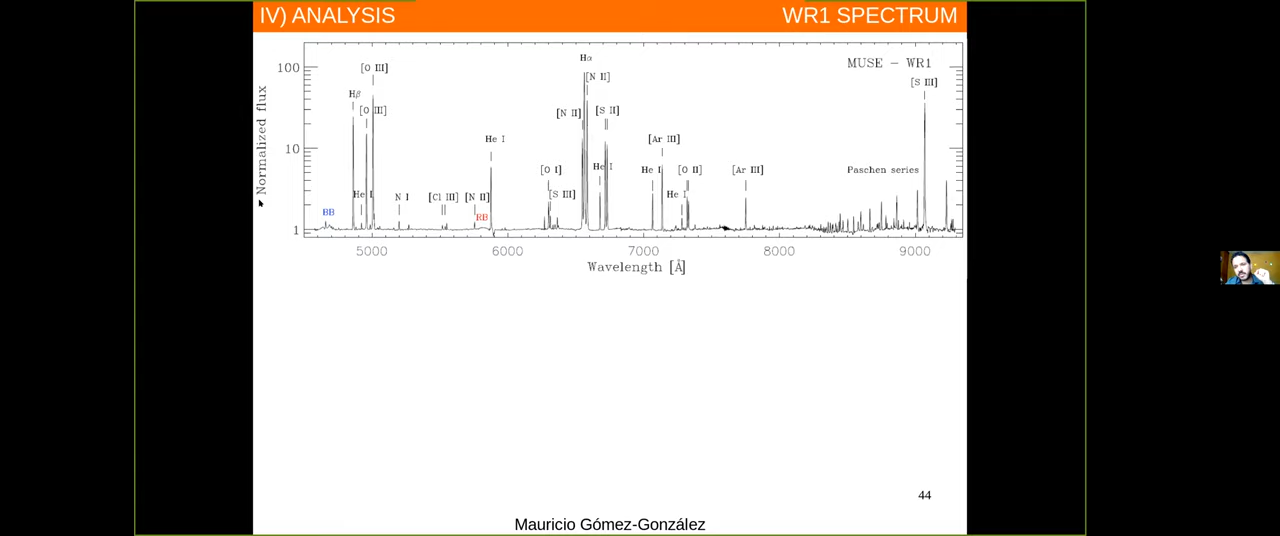 IV) ANALYSIS
WR1 SPECTRUM
Normalized flux
100
10
1
MUSE – WR1
BB
Hβ
He I
[O III]
[O III]
N I
[Cl III]
[N II]
RB
He I
[O I]
[S III]
[N II]
Hα
[N II]
He I
[S II]
He I
[Ar III]
He I
[O II]
[Ar III]
Paschen series
[S III]
5000 6000 7000 8000 9000
Wavelength [Å]
44
Mauricio Gómez-González